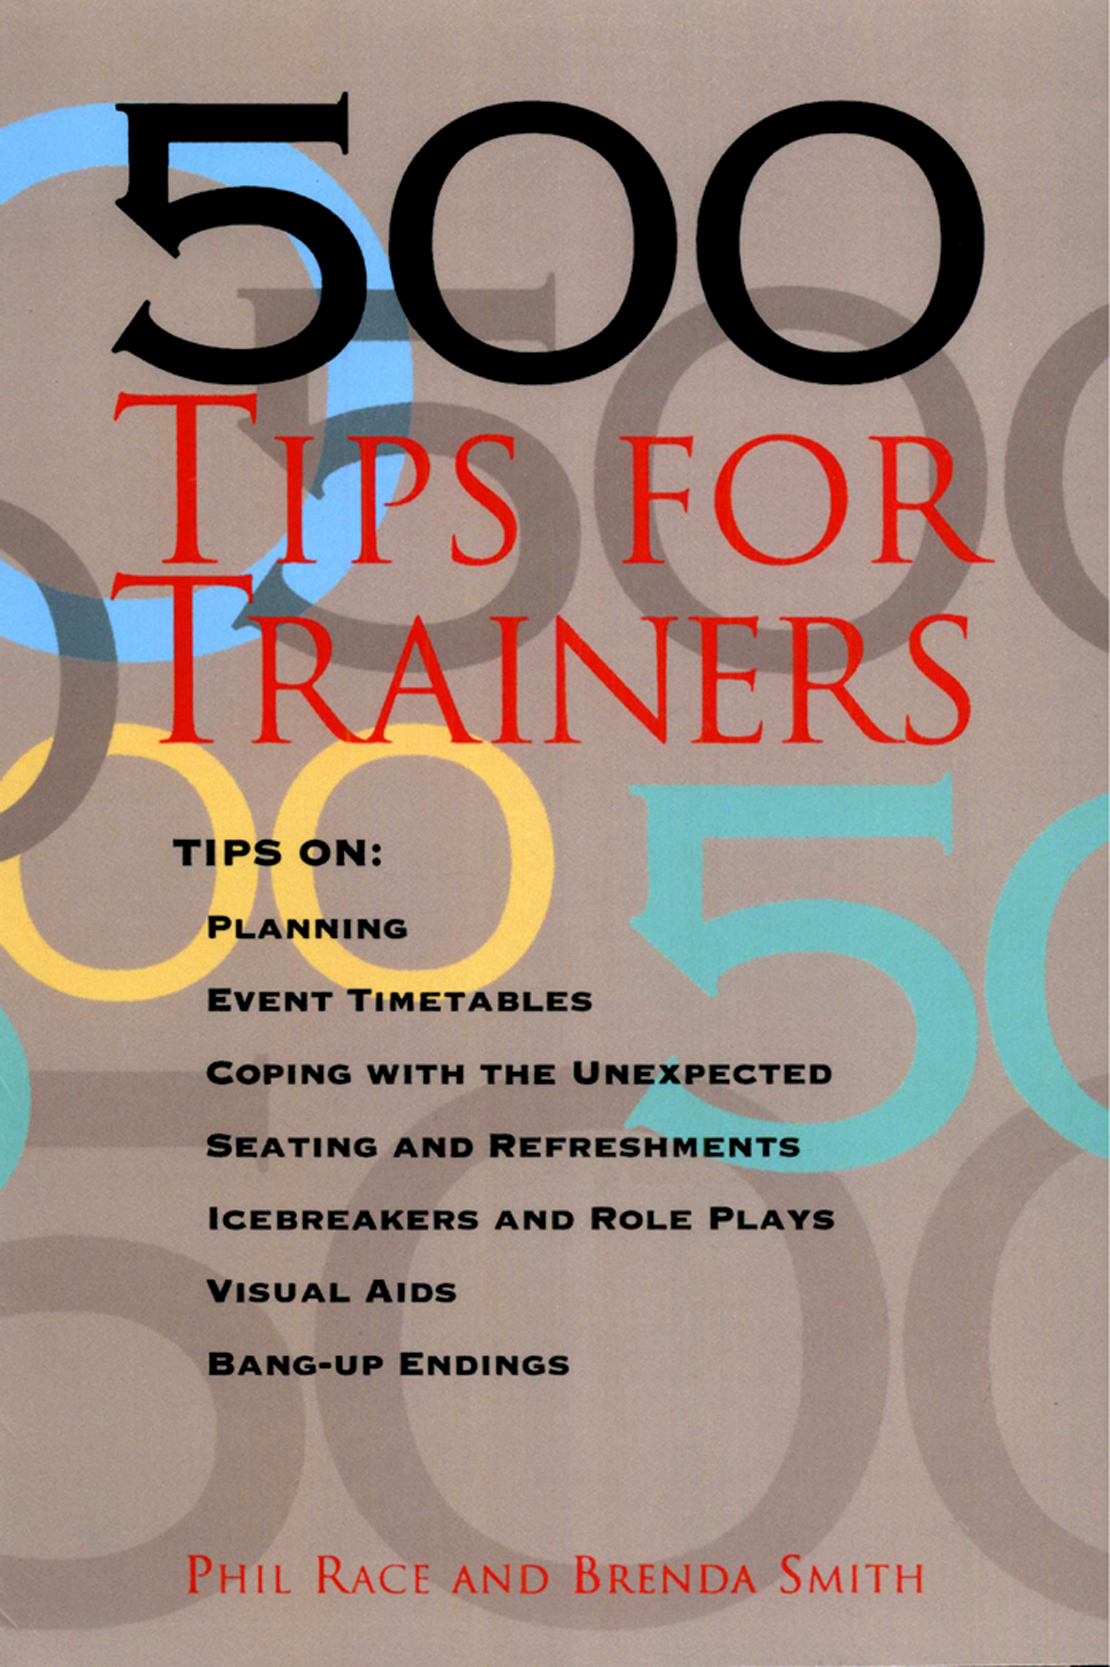 500
TIPS FOR
TRAINERS
TIPS ON:
PLANNING
EVENT TIMETABLES
COPING WITH THE UNEXPECTED
SEATING AND REFRESHMENTS
ICEBREAKERS AND ROLE PLAYS
VISUAL AIDS
BANG-UP ENDINGS
PHIL RACE AND BRENDA SMITH